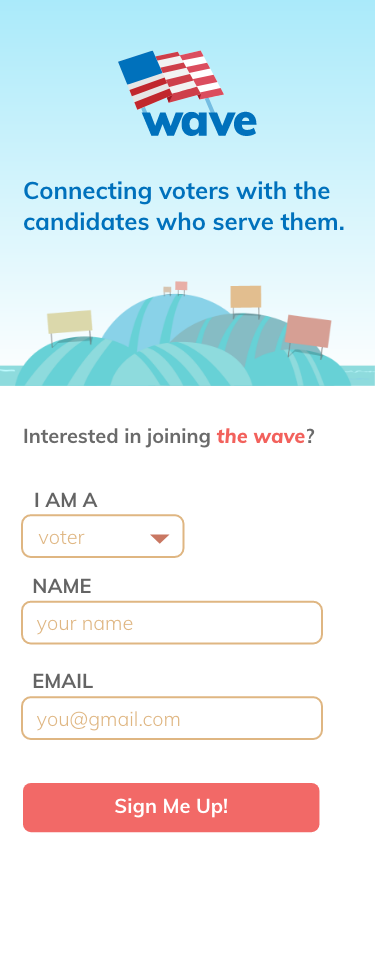 wave
Connecting voters with the
candidates who serve them.
Interested in joining the wave?
I AM A
voter
NAME
your name
EMAIL
you@gmail.com
Sign Me Up!